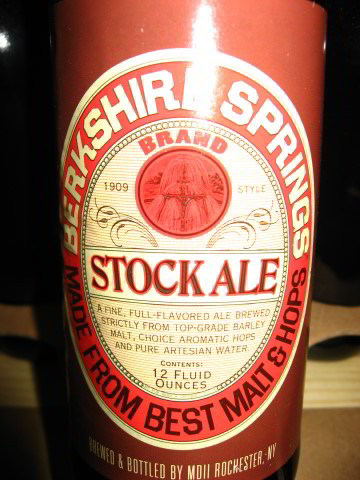 BERKSHIRE SPRINGS
BRAND
1909 STYLE
STOCK ALE
A FINE, FULL-FLAVORED ALE BREWED
STRICTLY FROM TOP-GRADE BARLEY
MALT, CHOICE AROMATIC HOPS
AND PURE ARTESIAN WATER.
CONTENTS:
12 FLUID
OUNCES
MADE FROM BEST MALT & HOPS
BREWED & BOTTLED BY MDII ROCHESTER, NY